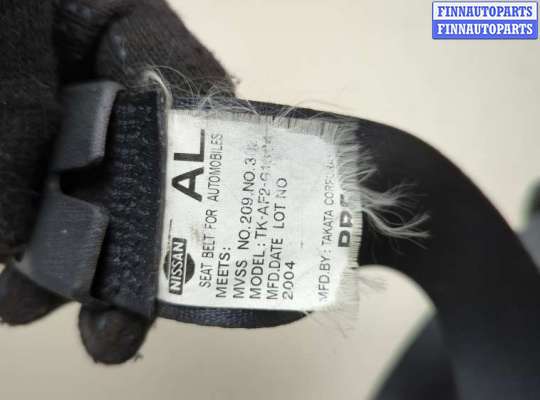 FINNAUTOPARTS
FINNAUTOPARTS
AL
NISSAN
SEAT BELT FOR AUTOMOBILES
MEETS:
MVSS NO.209.NO.3
MODEL: TK-AF2-
MFD.DATE LOT NO
2004
MFD.BY: TAKATA